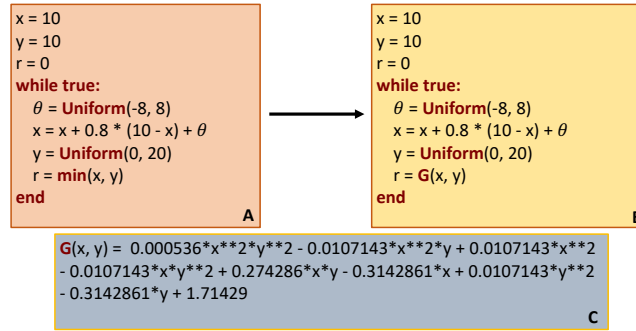 x = 10
y = 10
r = 0
while true:
θ = Uniform(-8, 8)
x = x + 0.8 * (10 - x) + θ
y = Uniform(0, 20)
r = min(x, y)
end
A
x = 10
y = 10
r = 0
while true:
θ = Uniform(-8, 8)
x = x + 0.8 * (10 - x) + θ
y = Uniform(0, 20)
r = G(x, y)
end
G(x, y) = 0.000536*x**2*y**2 - 0.0107143*x**2*y + 0.0107143*x**2
- 0.0107143*x*y**2 + 0.274286*x*y - 0.3142861*x + 0.0107143*y**2
- 0.3142861*y + 1.71429
C